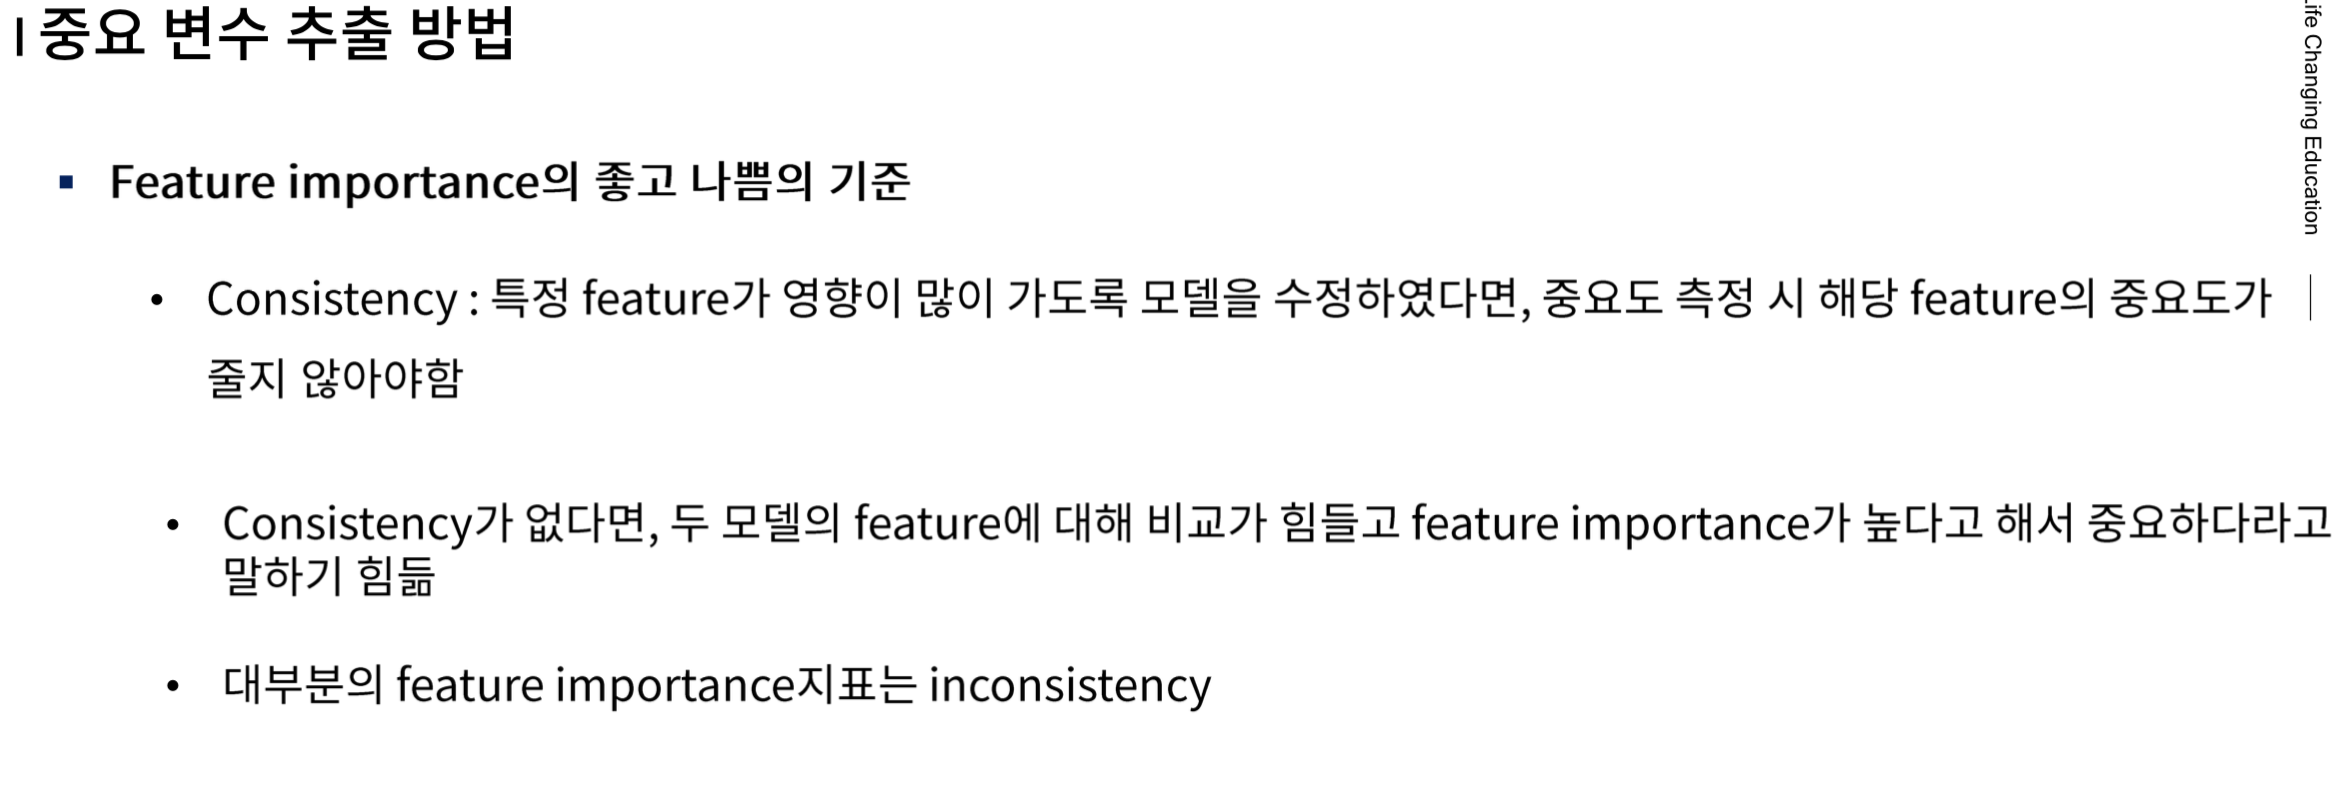 | 중요 변수 추출 방법
▪ Feature importance의 좋고 나쁨의 기준
• Consistency : 특정 feature가 영향이 많이 가도록 모델을 수정하였다면, 중요도 측정 시 해당 feature의 중요도가
줄지 않아야함
• Consistency가 없다면, 두 모델의 feature에 대해 비교가 힘들고 feature importance가 높다고 해서 중요하다라고
말하기 힘듦
• 대부분의 feature importance지표는 inconsistency
ife Changing Education